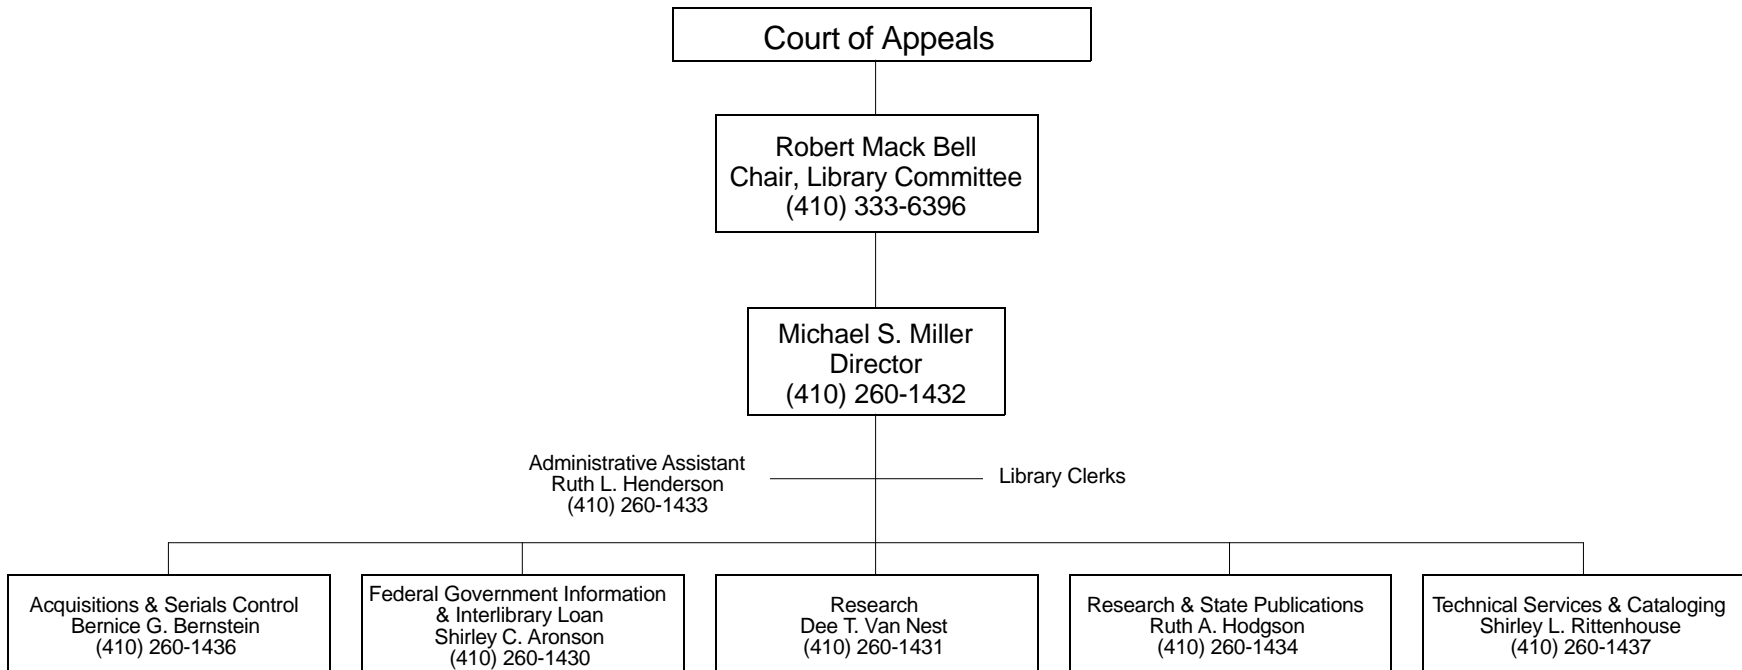 Court of Appeals
Robert Mack Bell
Chair, Library Committee
(410) 333-6396
Michael S. Miller
Director
(410) 260-1432
Administrative Assistant
Ruth L. Henderson
(410) 260-1433
Library Clerks
Acquisitions & Serials Control
Bernice G. Bernstein
(410) 260-1436
Federal Government Information
& Interlibrary Loan
Shirley C. Aronson
(410) 260-1430
Research
Dee T. Van Nest
(410) 260-1431
Research & State Publications
Ruth A. Hodgson
(410) 260-1434
Technical Services & Cataloging
Shirley L. Rittenhouse
(410) 260-1437